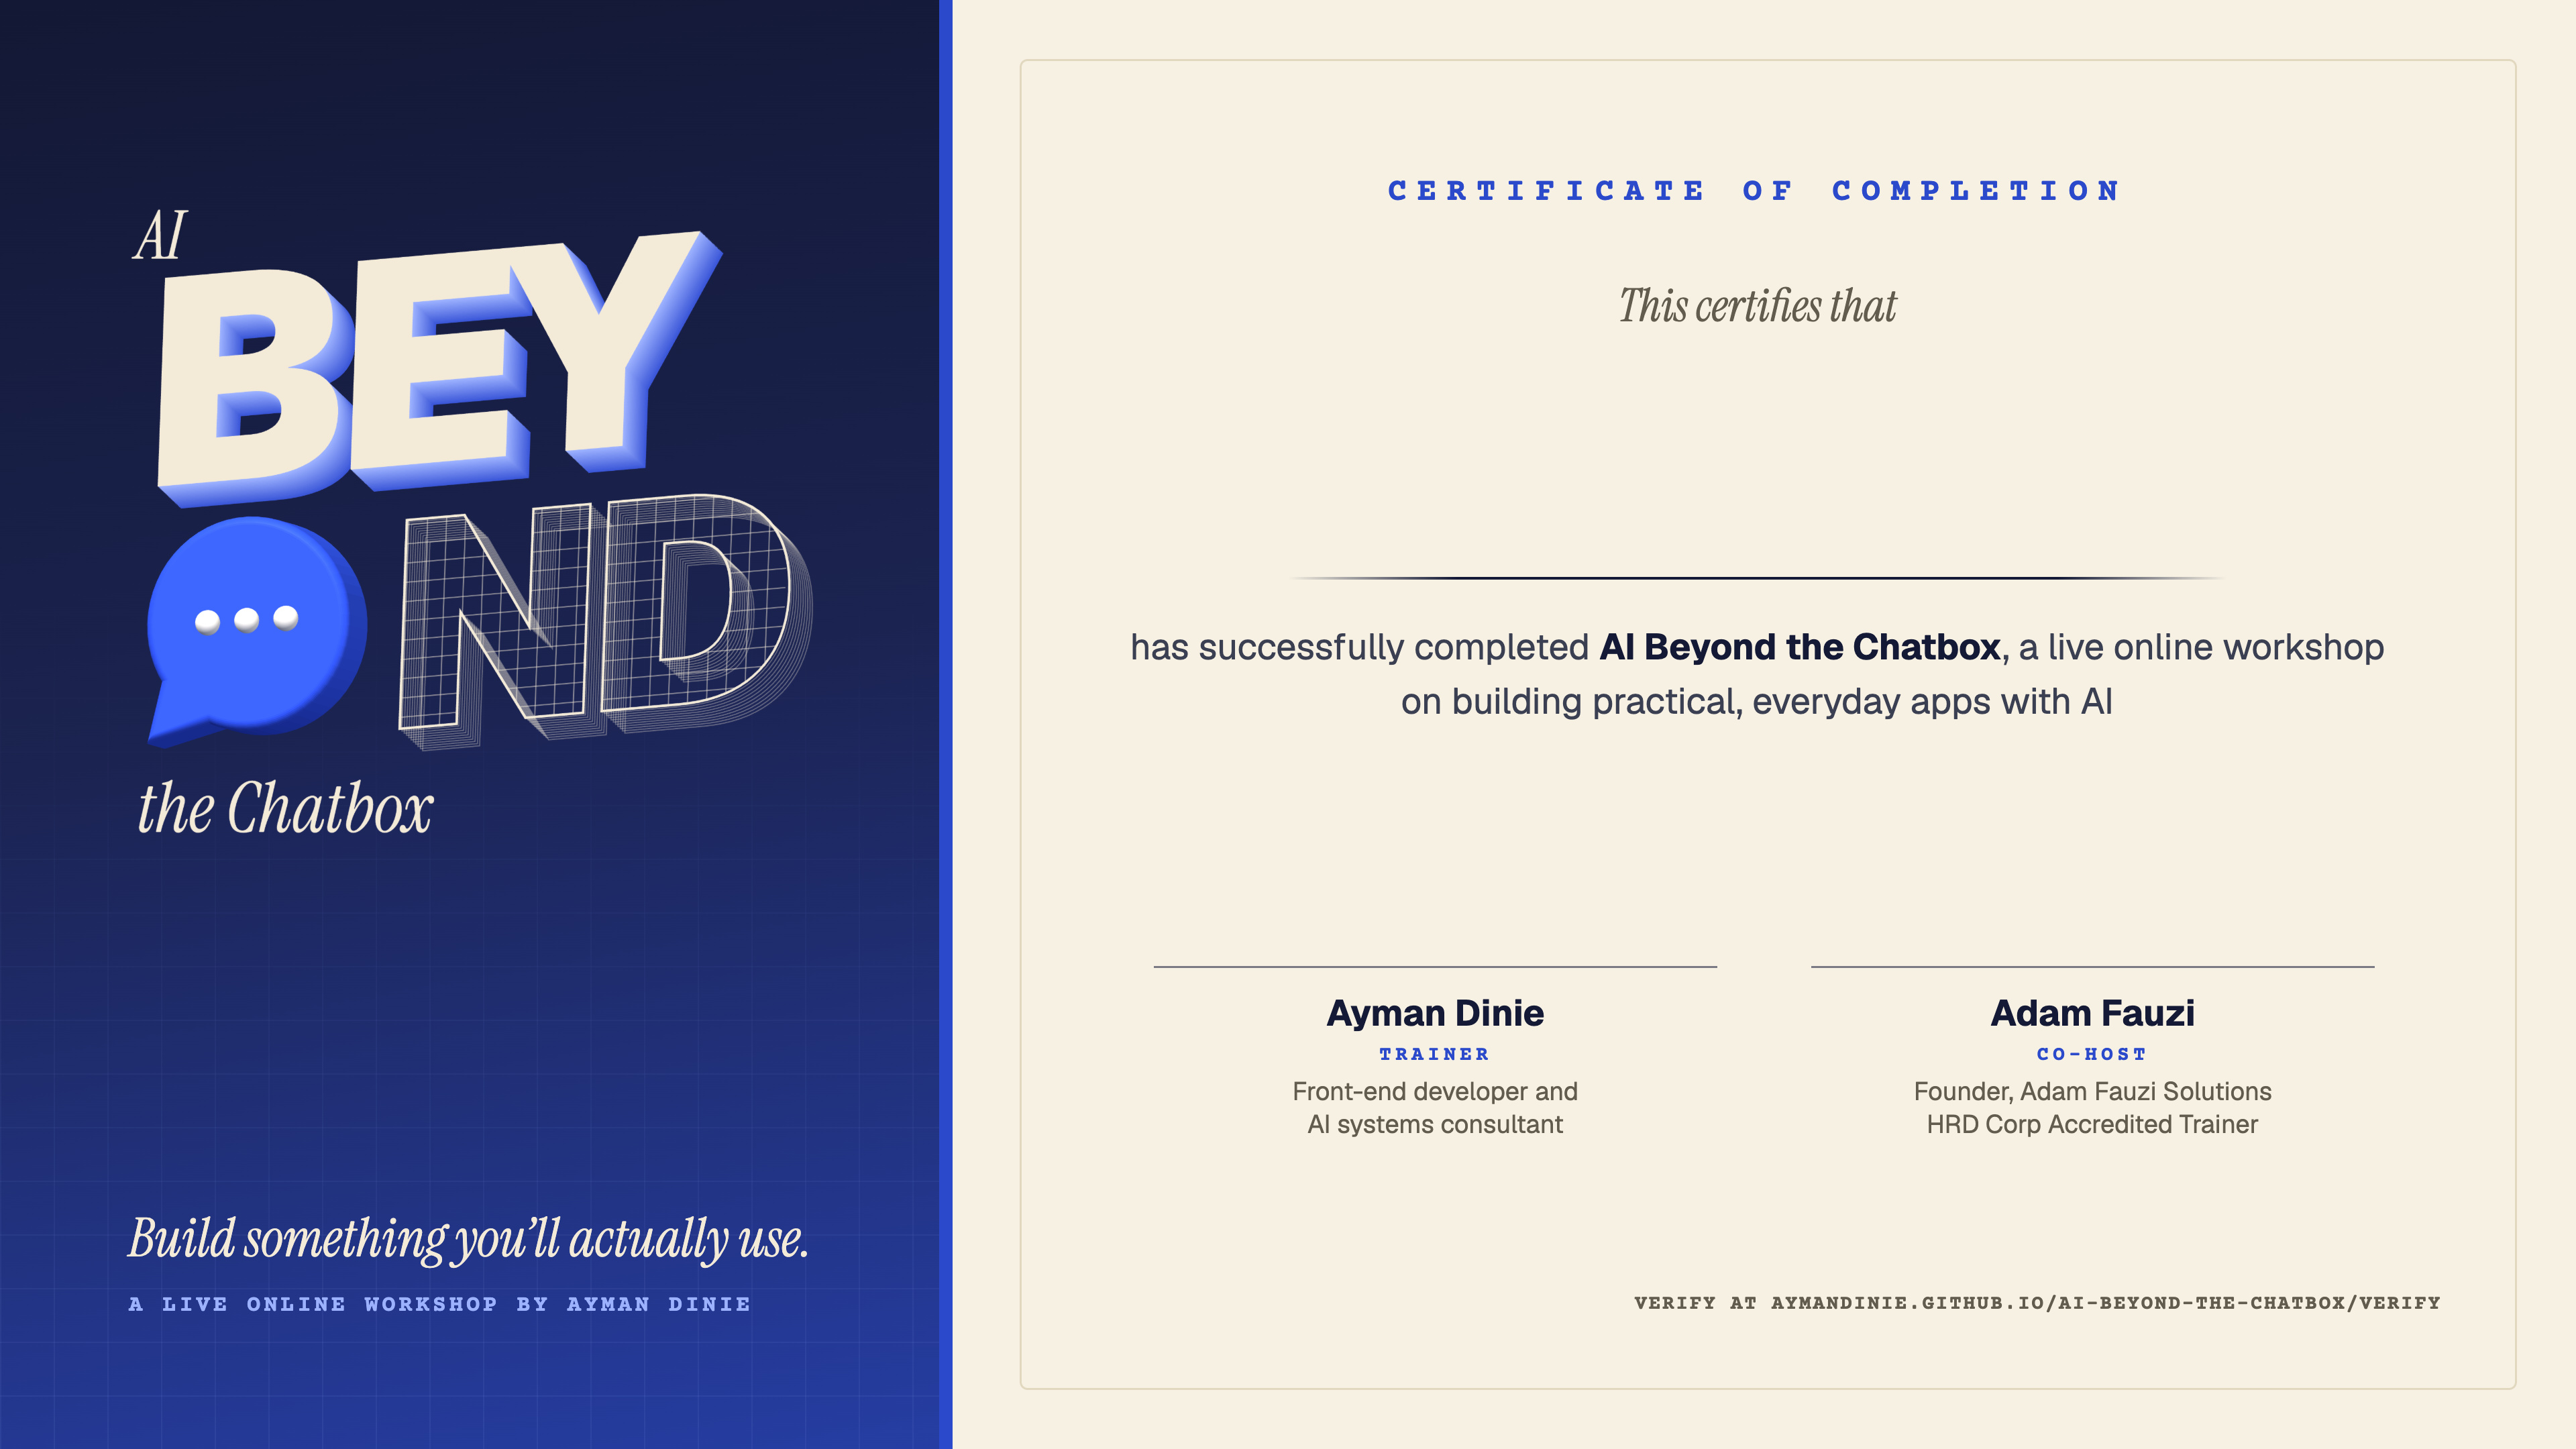 AI
BEY
ND
the Chatbox
Build something you’ll actually use.
A LIVE ONLINE WORKSHOP BY AYMAN DINIE
CERTIFICATE OF COMPLETION
This certifies that
has successfully completed AI Beyond the Chatbox, a live online workshop
on building practical, everyday apps with AI
Ayman Dinie
TRAINER
Front-end developer and
AI systems consultant
Adam Fauzi
CO-HOST
Founder, Adam Fauzi Solutions
HRD Corp Accredited Trainer
VERIFY AT AYMANDINIE.GITHUB.IO/AI-BEYOND-THE-CHATBOX/VERIFY